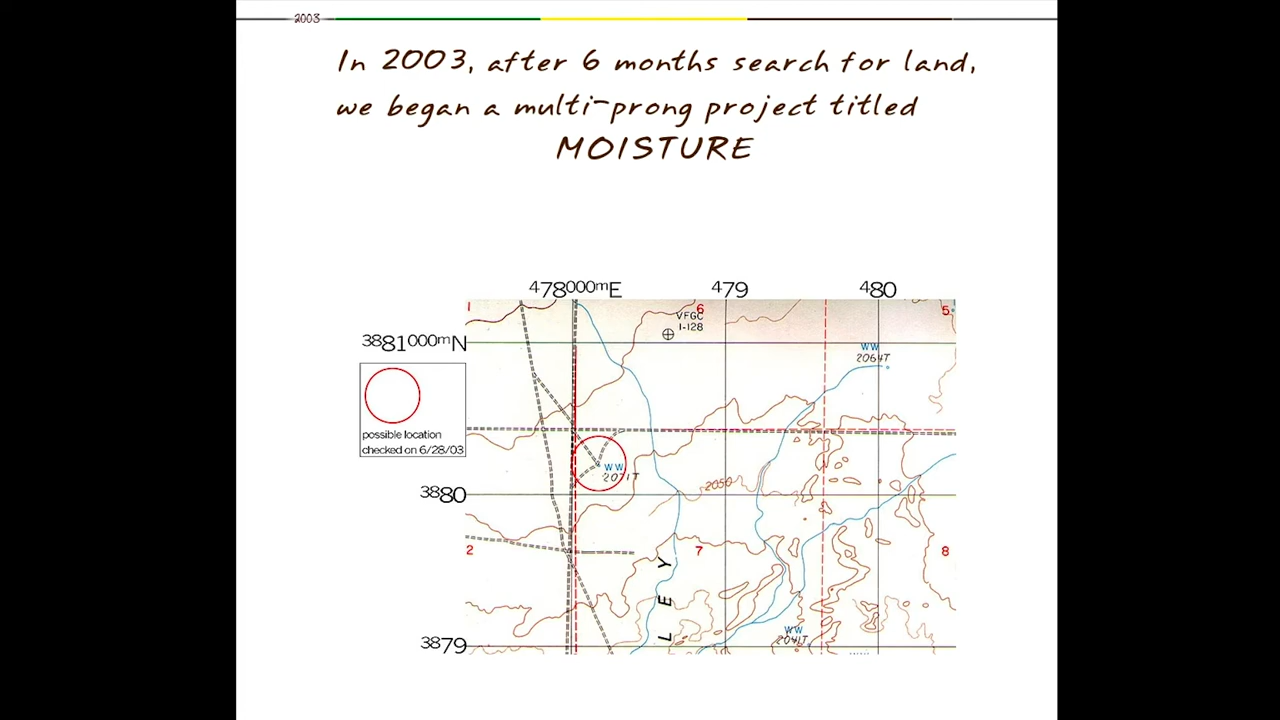 2003
In 2003, after 6 months search for land,
we began a multi-prong project titled
MOISTURE
478000mE 479 480
1 6 5
VFGC
1-128
3881000mN
WW
2064T
possible location
checked on 6/28/03
WW
2071T
2050
3880
2 7 8
L E Y
WW
2041T
3879